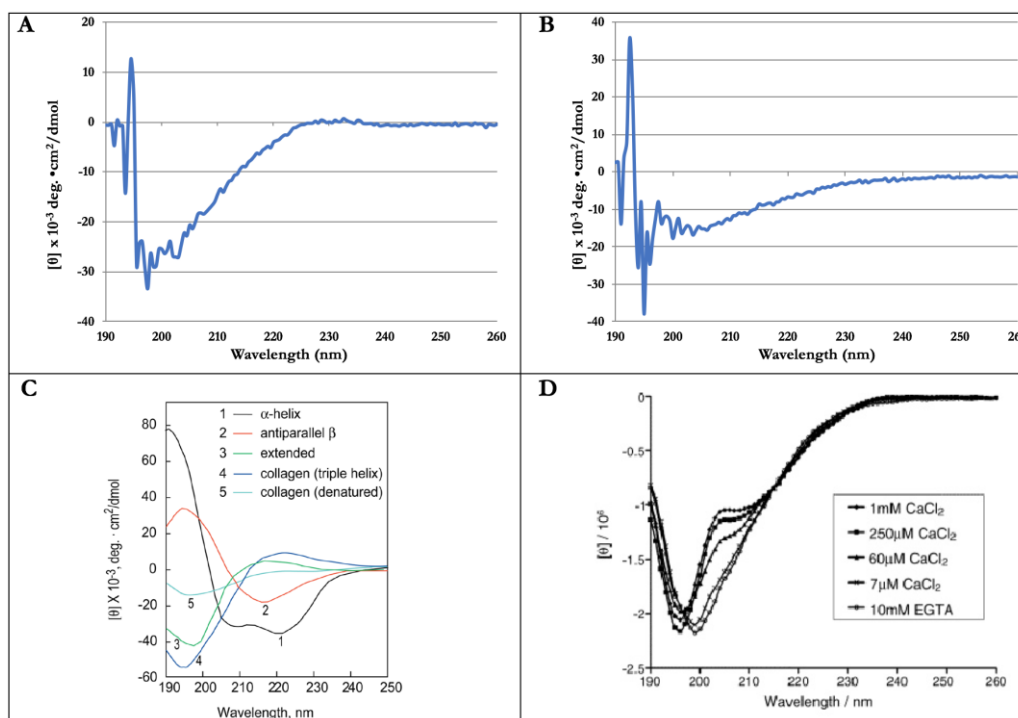 A
20
10
0
-10
-20
-30
-40
190 200 210 220 230 240 250 260
Wavelength (nm)
[θ] x 10⁻³ deg. •cm²/dmol
B
40
30
20
10
0
-10
-20
-30
-40
190 200 210 220 230 240 250 260
Wavelength (nm)
[θ] x 10⁻³ deg. •cm²/dmol
C
1 α-helix
2 antiparallel β
3 extended
4 collagen (triple helix)
5 collagen (denatured)
80
60
40
20
0
-20
-40
-60
5
2
1
3
4
190 200 210 220 230 240 250
Wavelength, nm
[θ] X 10⁻³, deg. · cm²/dmol
D
0
-0.5
-1
-1.5
-2
-2.5
1mM CaCl₂
250µM CaCl₂
60µM CaCl₂
7µM CaCl₂
10mM EGTA
190 200 210 220 230 240 250 260
Wavelength / nm
[θ] / 10⁶